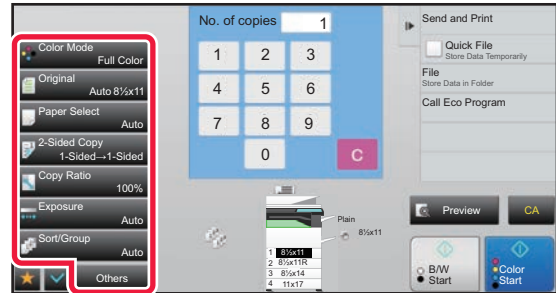 Color Mode
Full Color
Original
Auto 8½x11
Paper Select
Auto
2-Sided Copy
1-Sided→1-Sided
Copy Ratio
100%
Exposure
Auto
Sort/Group
Auto
Others
No. of copies 1
1 2 3
4 5 6
7 8 9
0 C
Plain
8½x11
1 8½x11
2 8½x11R
3 8½x14
4 11x17
Send and Print
Quick File
Store Data Temporarily
File
Store Data in Folder
Call Eco Program
Preview
CA
B/W
Start
Color
Start